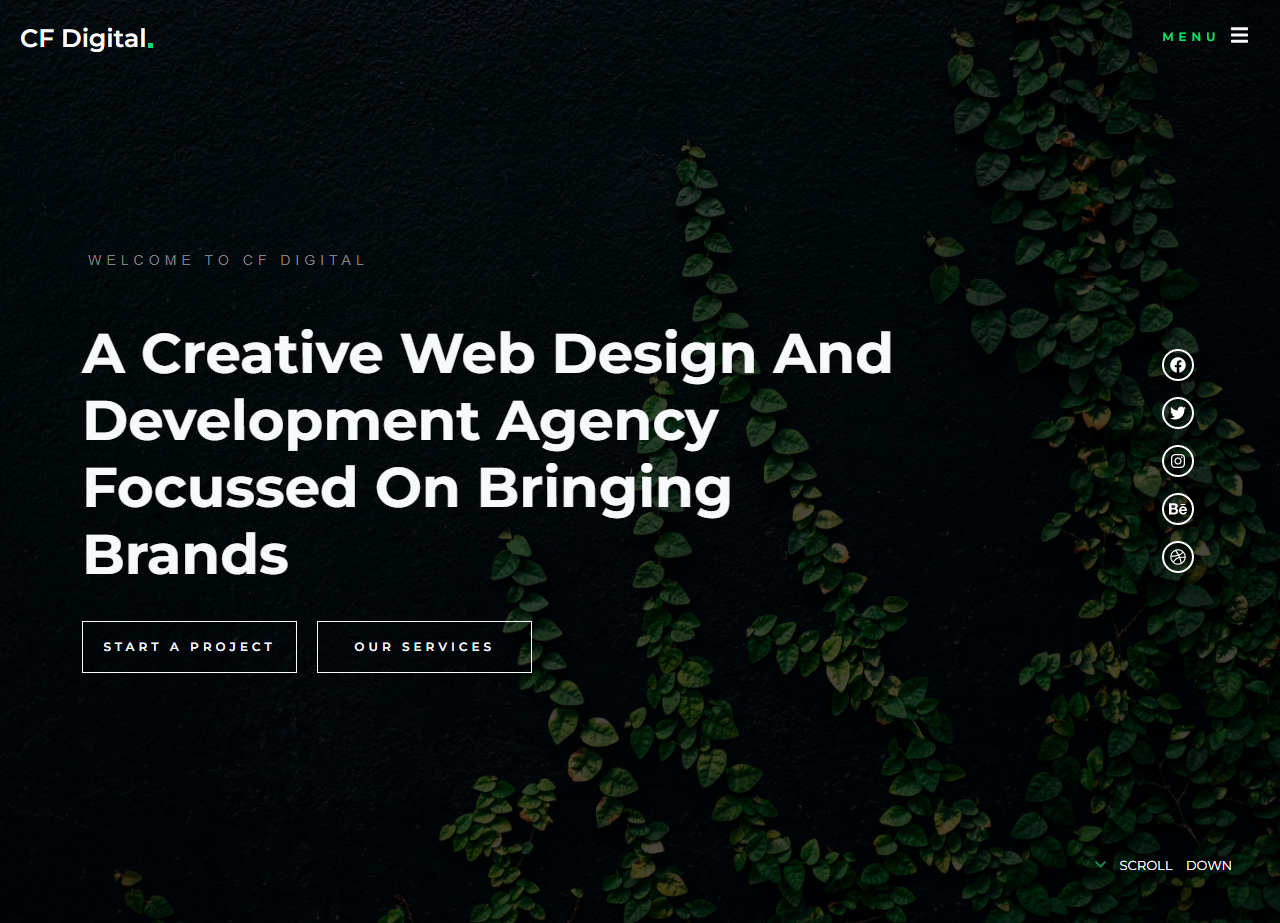 CF Digital.
MENU
WELCOME TO CF DIGITAL
A Creative Web Design And
Development Agency
Focussed On Bringing
Brands
START A PROJECT
OUR SERVICES
Bē
SCROLL DOWN